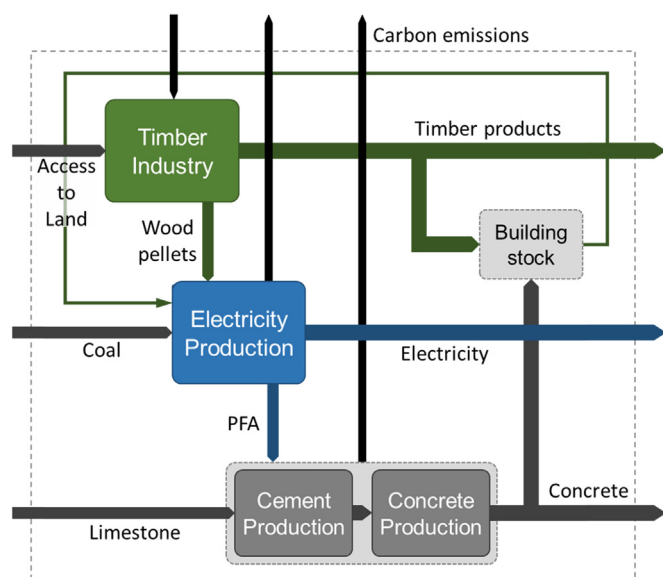 Carbon emissions
Timber
Industry
Timber products
Access
to
Land
Wood
pellets
Building
stock
Electricity
Production
Coal
Electricity
PFA
Cement
Production
Concrete
Production
Concrete
Limestone